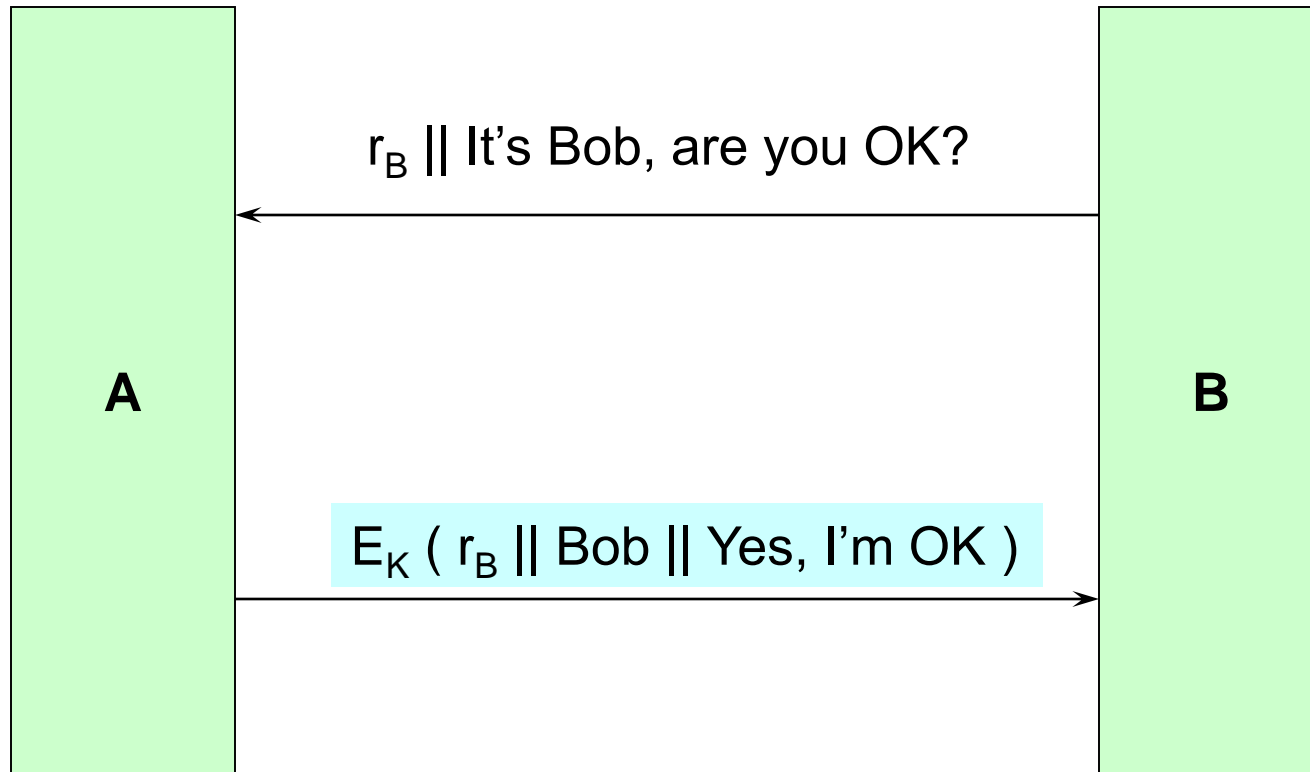 r_B || It’s Bob, are you OK?
A
B
E_K ( r_B || Bob || Yes, I’m OK )